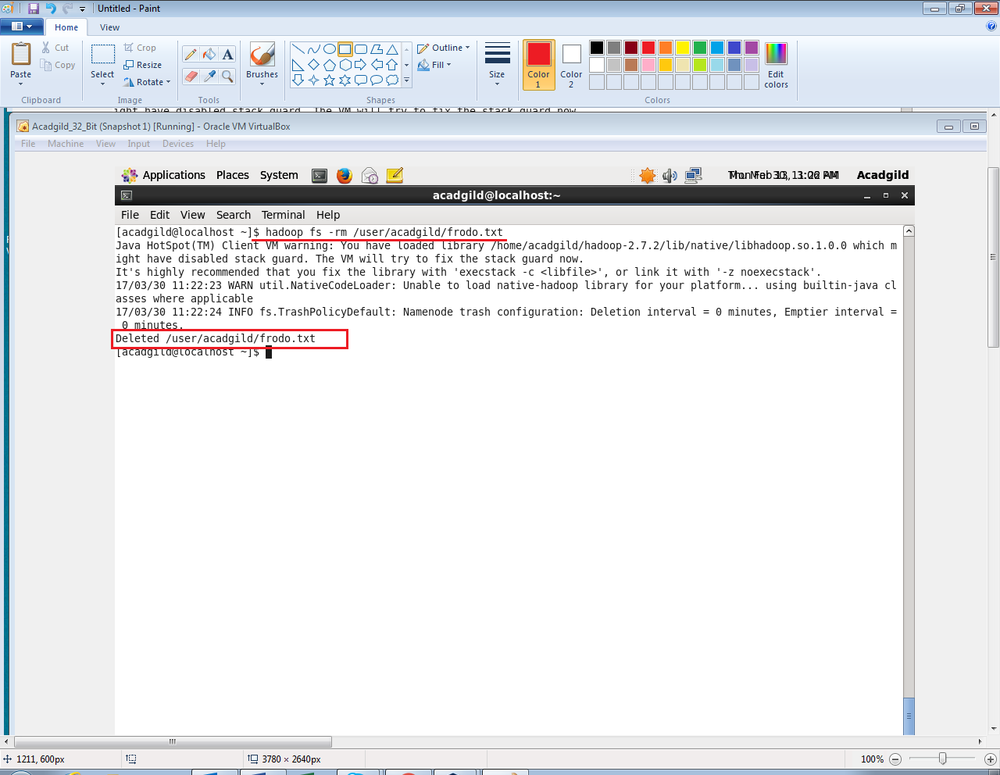 Untitled - Paint
Home View
Paste Cut Copy
Clipboard
Select Crop Resize Rotate
Image
Tools
Brushes
Shapes
Outline
Fill
Size
Color 1
Color 2
Edit colors
Colors
ight have disabled stack guard. The VM will try to fix the stack guard now.
Acadgild_32_Bit (Snapshot 1) [Running] - Oracle VM VirtualBox
File Machine View Input Devices Help
Applications Places System Acadgild
acadgild@localhost:~
File Edit View Search Terminal Help
[acadgild@localhost ~]$ hadoop fs -rm /user/acadgild/frodo.txt
Java HotSpot(TM) Client VM warning: You have loaded library /home/acadgild/hadoop-2.7.2/lib/native/libhadoop.so.1.0.0 which m
ight have disabled stack guard. The VM will try to fix the stack guard now.
It's highly recommended that you fix the library with 'execstack -c <libfile>', or link it with '-z noexecstack'.
17/03/30 11:22:23 WARN util.NativeCodeLoader: Unable to load native-hadoop library for your platform... using builtin-java cl
asses where applicable
17/03/30 11:22:24 INFO fs.TrashPolicyDefault: Namenode trash configuration: Deletion interval = 0 minutes, Emptier interval =
0 minutes.
Deleted /user/acadgild/frodo.txt
[acadgild@localhost ~]$
1211, 600px
3780 × 2640px
100%